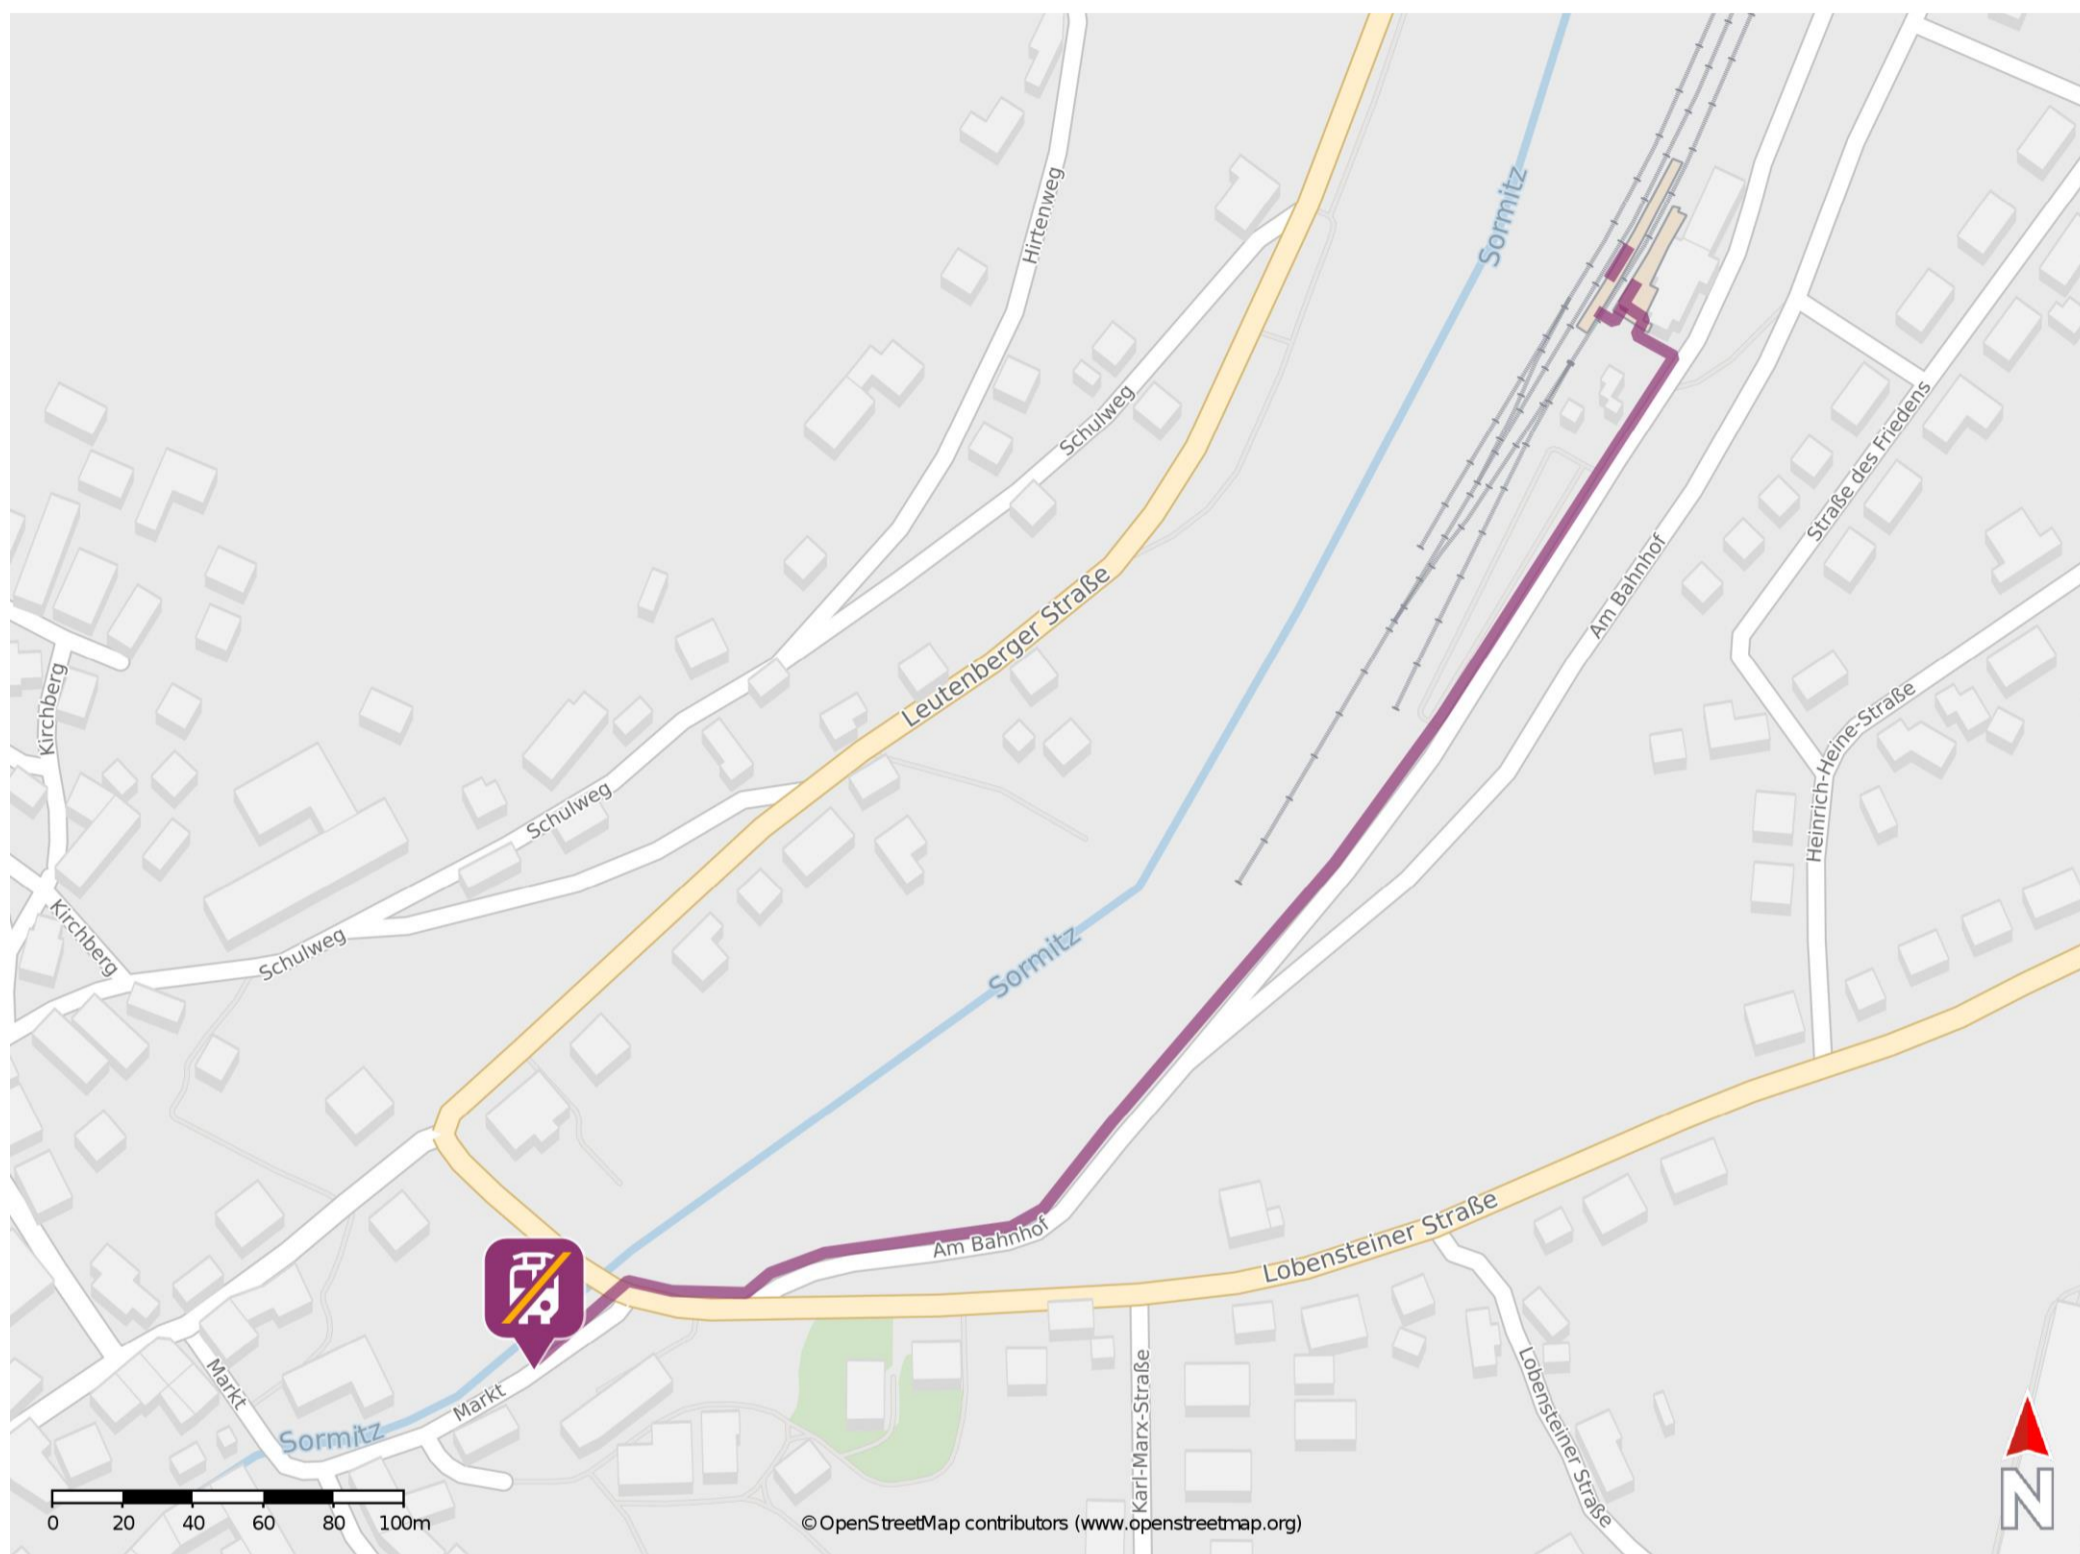 Hirtenweg
Sormitz
Schulweg
Straße des Friedens
Am Bahnhof
Leutenberger Straße
Kirchberg
Heinrich-Heine-Straße
Schulweg
Kirchberg
Schulweg
Sormitz
Am Bahnhof
Lobensteiner Straße
Markt
Markt
Sormitz
Karl-Marx-Straße
Lobensteiner Straße
N
0 20 40 60 80 100m
© OpenStreetMap contributors (www.openstreetmap.org)